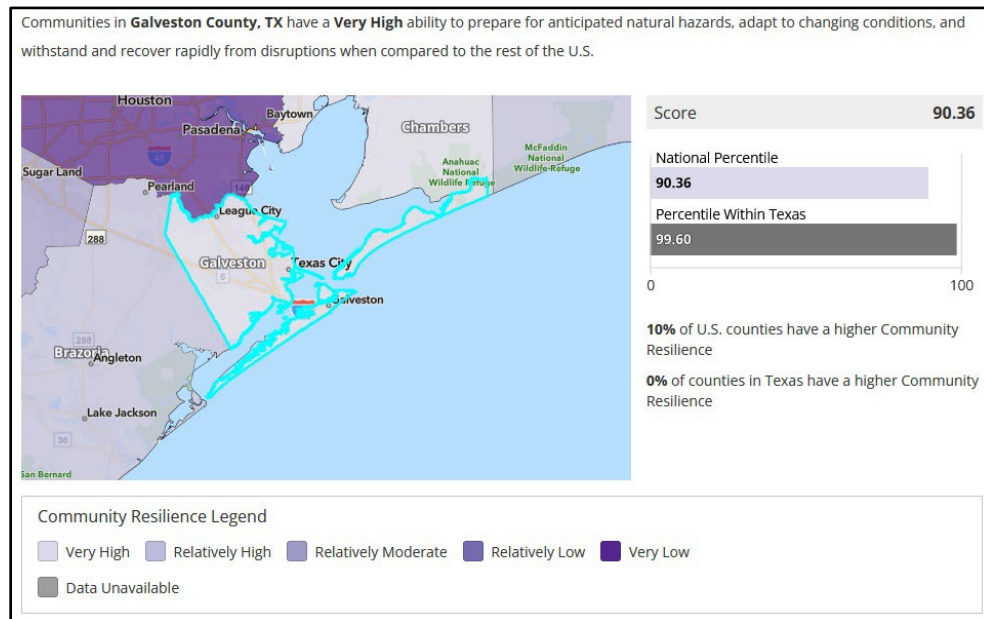 Communities in Galveston County, TX have a Very High ability to prepare for anticipated natural hazards, adapt to changing conditions, and
withstand and recover rapidly from disruptions when compared to the rest of the U.S.
Houston
Baytown
Pasadena
Chambers
McFaddin
National
Wildlife Refuge
Anahuac
National
Wildlife Refuge
Sugar Land
Pearland
146
League City
288
Galveston
6
Texas City
Galveston
288
Brazoria
Angleton
Lake Jackson
36
San Bernard
Score 90.36
National Percentile
90.36
Percentile Within Texas
99.60
0 100
10% of U.S. counties have a higher Community
Resilience
0% of counties in Texas have a higher Community
Resilience
Community Resilience Legend
Very High Relatively High Relatively Moderate Relatively Low Very Low
Data Unavailable